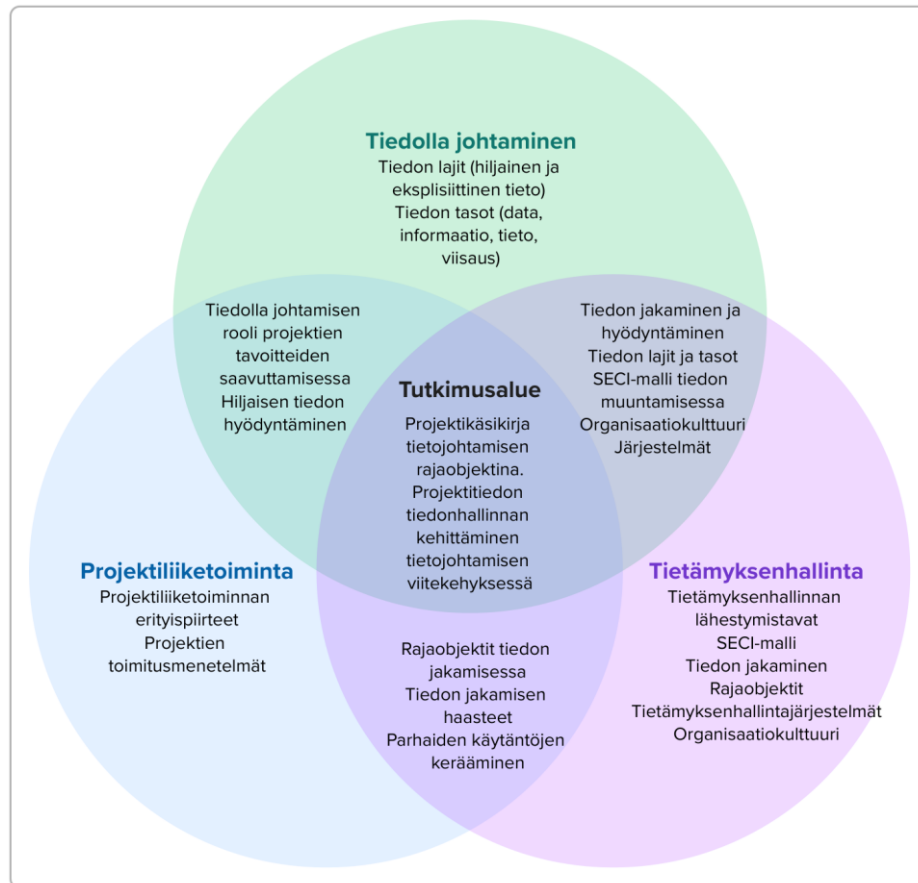 Tiedolla johtaminen
Tiedon lajit (hiljainen ja
eksplisiittinen tieto)
Tiedon tasot (data,
informaatio, tieto,
viisaus)
Tiedolla johtamisen
rooli projektien
tavoitteiden
saavuttamisessa
Hiljaisen tiedon
hyödyntäminen
Tiedon jakaminen ja
hyödyntäminen
Tiedon lajit ja tasot
SECI-malli tiedon
muuntamisessa
Organisaatiokulttuuri
Järjestelmät
Tutkimusalue
Projektikäsikirja
tietojohtamisen
rajaobjektina.
Projektitiedon
tiedonhallinnan
kehittäminen
tietojohtamisen
viitekehyksessä
Projektiliiketoiminta
Projektiliiketoiminnan
erityispiirteet
Projektien
toimitusmenetelmät
Tietämyksenhallinta
Tietämyksenhallinnan
lähestymistavat
SECI-malli
Tiedon jakaminen
Rajaobjektit
Tietämyksenhallintajärjestelmät
Organisaatiokulttuuri
Rajaobjektit tiedon
jakamisessa
Tiedon jakamisen
haasteet
Parhaiden käytäntöjen
kerääminen